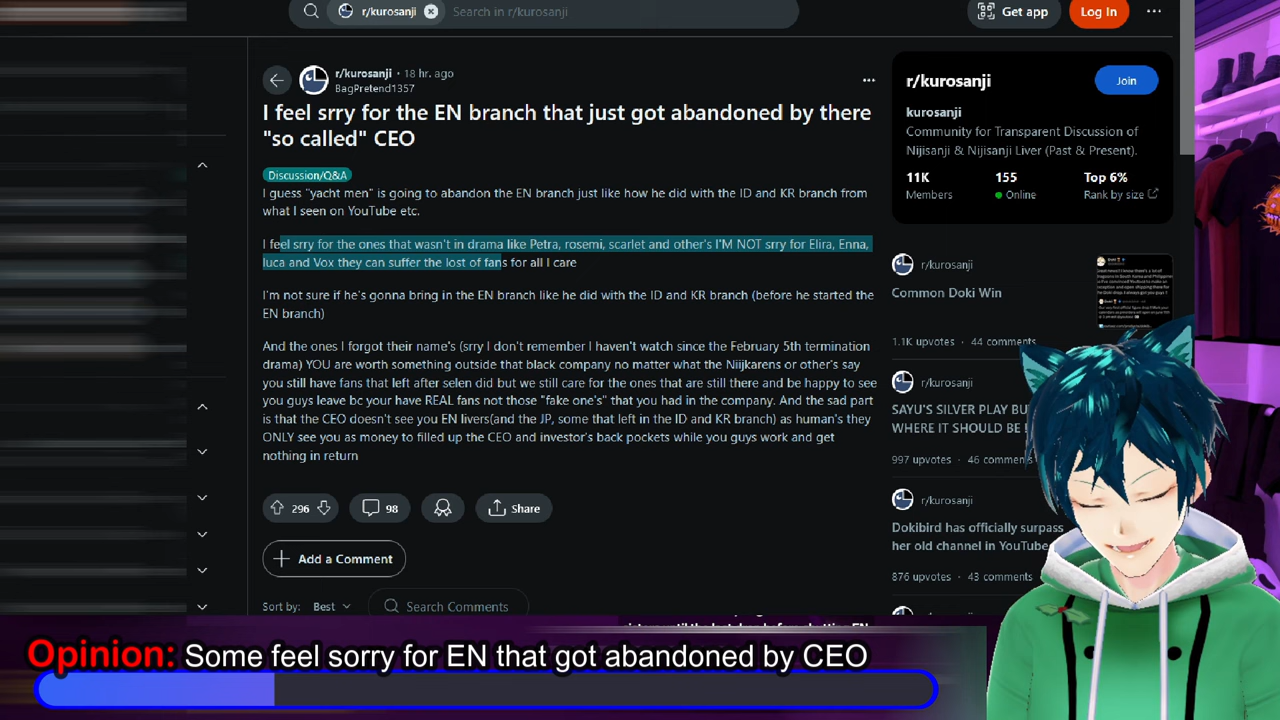 r/kurosanji
Search in r/kurosanji
Get app
Log In
r/kurosanji • 18 hr. ago
BagPretend1357
I feel srry for the EN branch that just got abandoned by there
"so called" CEO
Discussion/Q&A
I guess "yacht men" is going to abandon the EN branch just like how he did with the ID and KR branch from
what I seen on YouTube etc.
I feel srry for the ones that wasn't in drama like Petra, rosemi, scarlet and other's I'M NOT srry for Elira, Enna,
luca and Vox they can suffer the lost of fans for all I care
I'm not sure if he's gonna bring in the EN branch like he did with the ID and KR branch (before he started the
EN branch)
And the ones I forgot their name's (srry I don't remember I haven't watch since the February 5th termination
drama) YOU are worth something outside that black company no matter what the Niijkarens or other's say
you still have fans that left after selen did but we still care for the ones that are still there and be happy to see
you guys leave bc your have REAL fans not those "fake one's" that you had in the company. And the sad part
is that the CEO doesn't see you EN livers(and the JP, some that left in the ID and KR branch) as human's they
ONLY see you as money to filled up the CEO and investor's back pockets while you guys work and get
nothing in return
296
98
Share
Add a Comment
Sort by: Best
Search Comments
r/kurosanji
Join
kurosanji
Community for Transparent Discussion of
Nijisanji & Nijisanji Liver (Past & Present).
11K
155
Top 6%
Members
Online
Rank by size
r/kurosanji
Common Doki Win
1.1K upvotes • 44 comments
r/kurosanji
SAYU'S SILVER PLAY BU
WHERE IT SHOULD BE
997 upvotes • 46 comments
r/kurosanji
Dokibird has officially surpass
her old channel in YouTube
876 upvotes • 43 comments
Opinion: Some feel sorry for EN that got abandoned by CEO